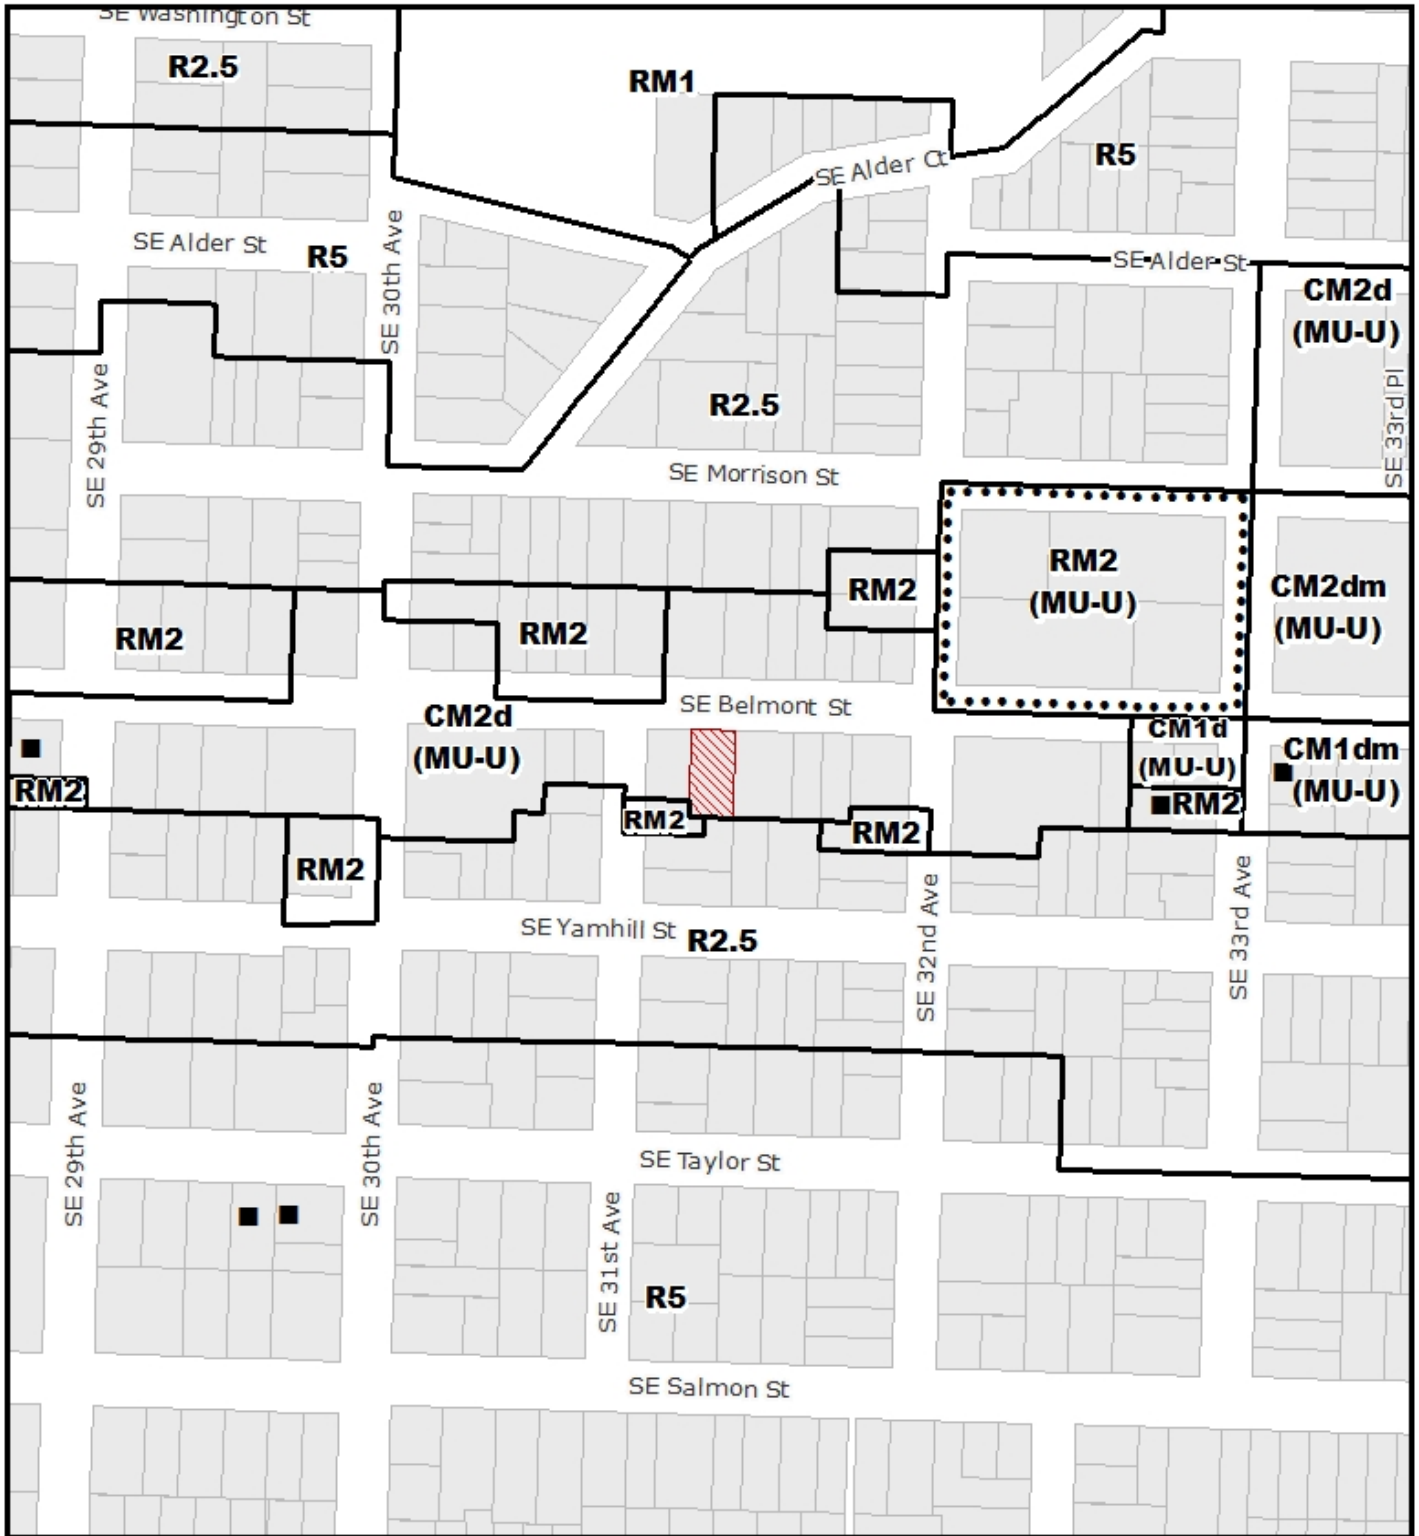 SE Washington St
R2.5
RM1
R5
SE Alder Ct
SE Alder St
R5
SE 30th Ave
SE Alder St
CM2d
(MU-U)
SE 29th Ave
R2.5
SE 33rd Pl
SE Morrison St
RM2
RM2
(MU-U)
CM2dm
(MU-U)
RM2
RM2
SE Belmont St
CM2d
(MU-U)
CM1d
(MU-U)
CM1dm
(MU-U)
RM2
RM2
RM2
RM2
RM2
SE 32nd Ave
SE 33rd Ave
SE Yamhill St
R2.5
SE 29th Ave
SE 30th Ave
SE Taylor St
SE 31st Ave
R5
SE Salmon St